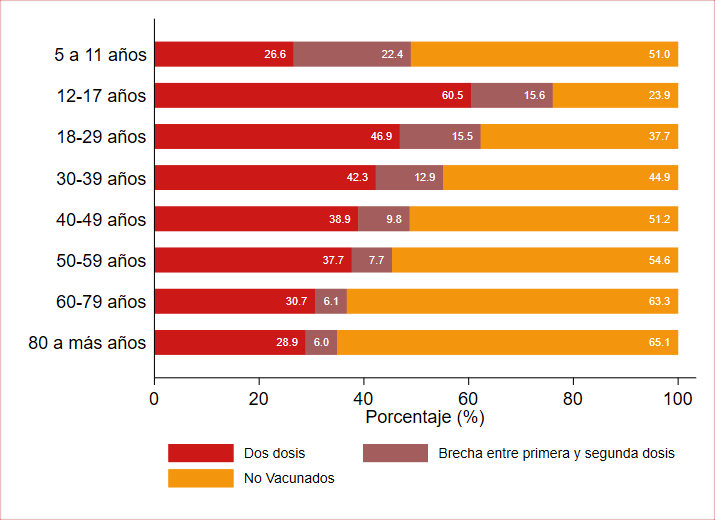 5 a 11 años 26.6 22.4 51.0
12-17 años 60.5 15.6 23.9
18-29 años 46.9 15.5 37.7
30-39 años 42.3 12.9 44.9
40-49 años 38.9 9.8 51.2
50-59 años 37.7 7.7 54.6
60-79 años 30.7 6.1 63.3
80 a más años 28.9 6.0 65.1
0 20 40 60 80 100
Porcentaje (%)
Dos dosis Brecha entre primera y segunda dosis
No Vacunados